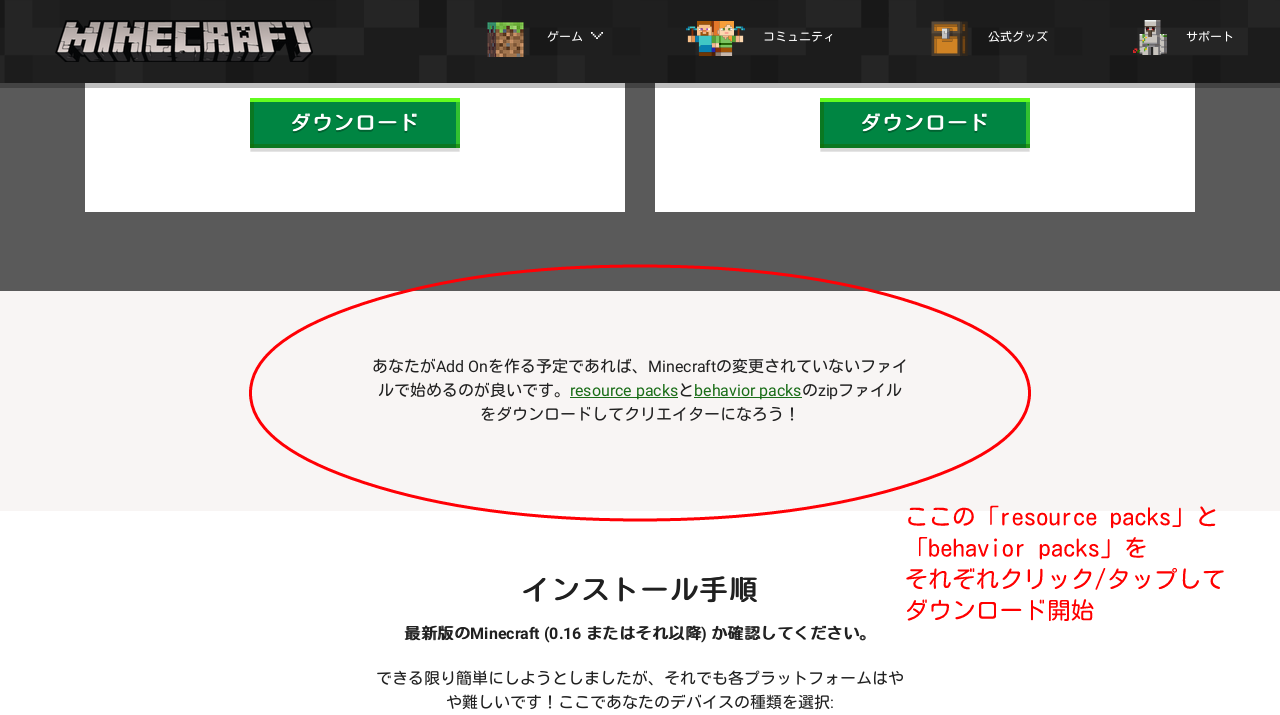 MINECRAFT
ゲーム
コミュニティ
公式グッズ
サポート
ダウンロード
ダウンロード
あなたがAdd Onを作る予定であれば、Minecraftの変更されていないファイ
ルで始めるのが良いです。resource packsとbehavior packsのzipファイル
をダウンロードしてクリエイターになろう！
ここの「resource packs」と
「behavior packs」を
それぞれクリック/タップして
ダウンロード開始
インストール手順
最新版のMinecraft (0.16 またはそれ以降) か確認してください。
できる限り簡単にしようとしましたが、それでも各プラットフォームはや
や難しいです！ここであなたのデバイスの種類を選択: